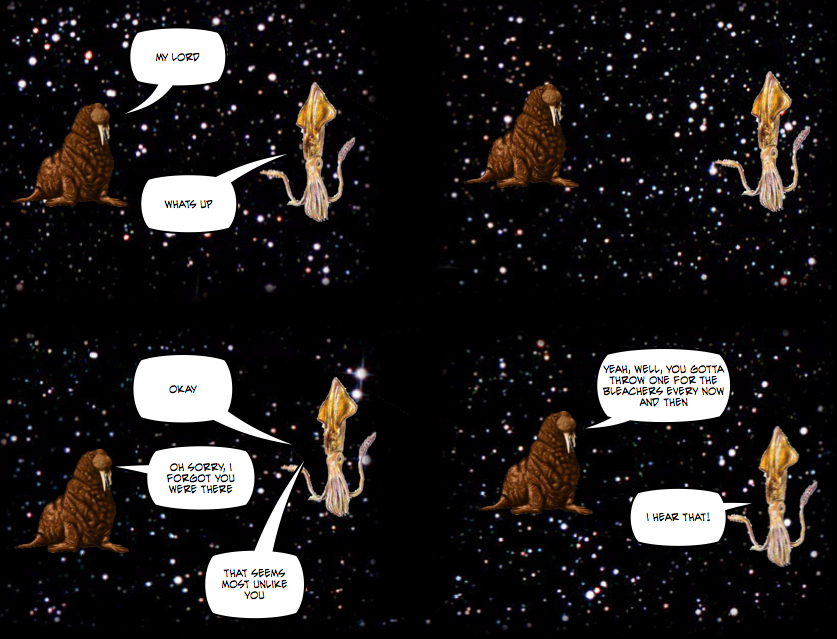 MY LORD
WHATS UP
OKAY
OH SORRY, I
FORGOT YOU
WERE THERE
THAT SEEMS
MOST UNLIKE
YOU
YEAH, WELL, YOU GOTTA
THROW ONE FOR THE
BLEACHERS EVERY NOW
AND THEN
I HEAR THAT!